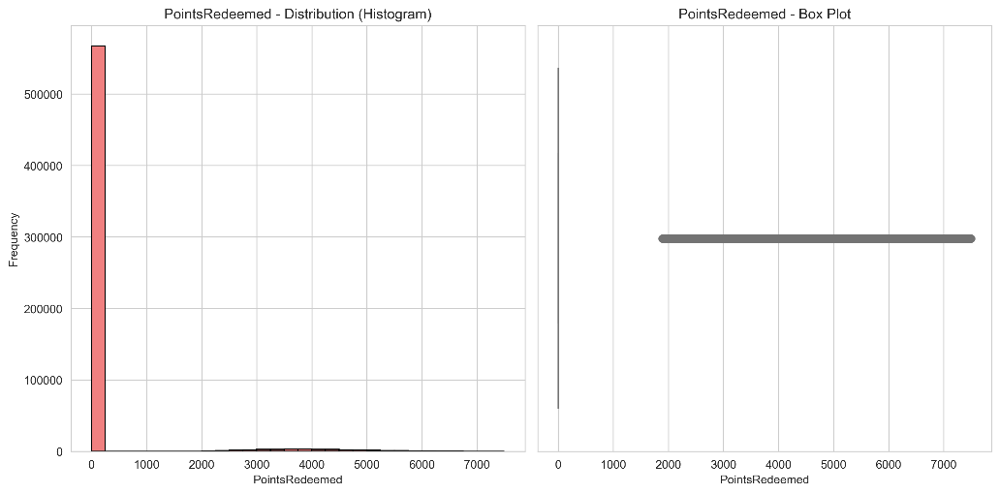 PointsRedeemed - Distribution (Histogram)
Frequency
500000
400000
300000
200000
100000
0
0 1000 2000 3000 4000 5000 6000 7000
PointsRedeemed
PointsRedeemed - Box Plot
0 1000 2000 3000 4000 5000 6000 7000
PointsRedeemed